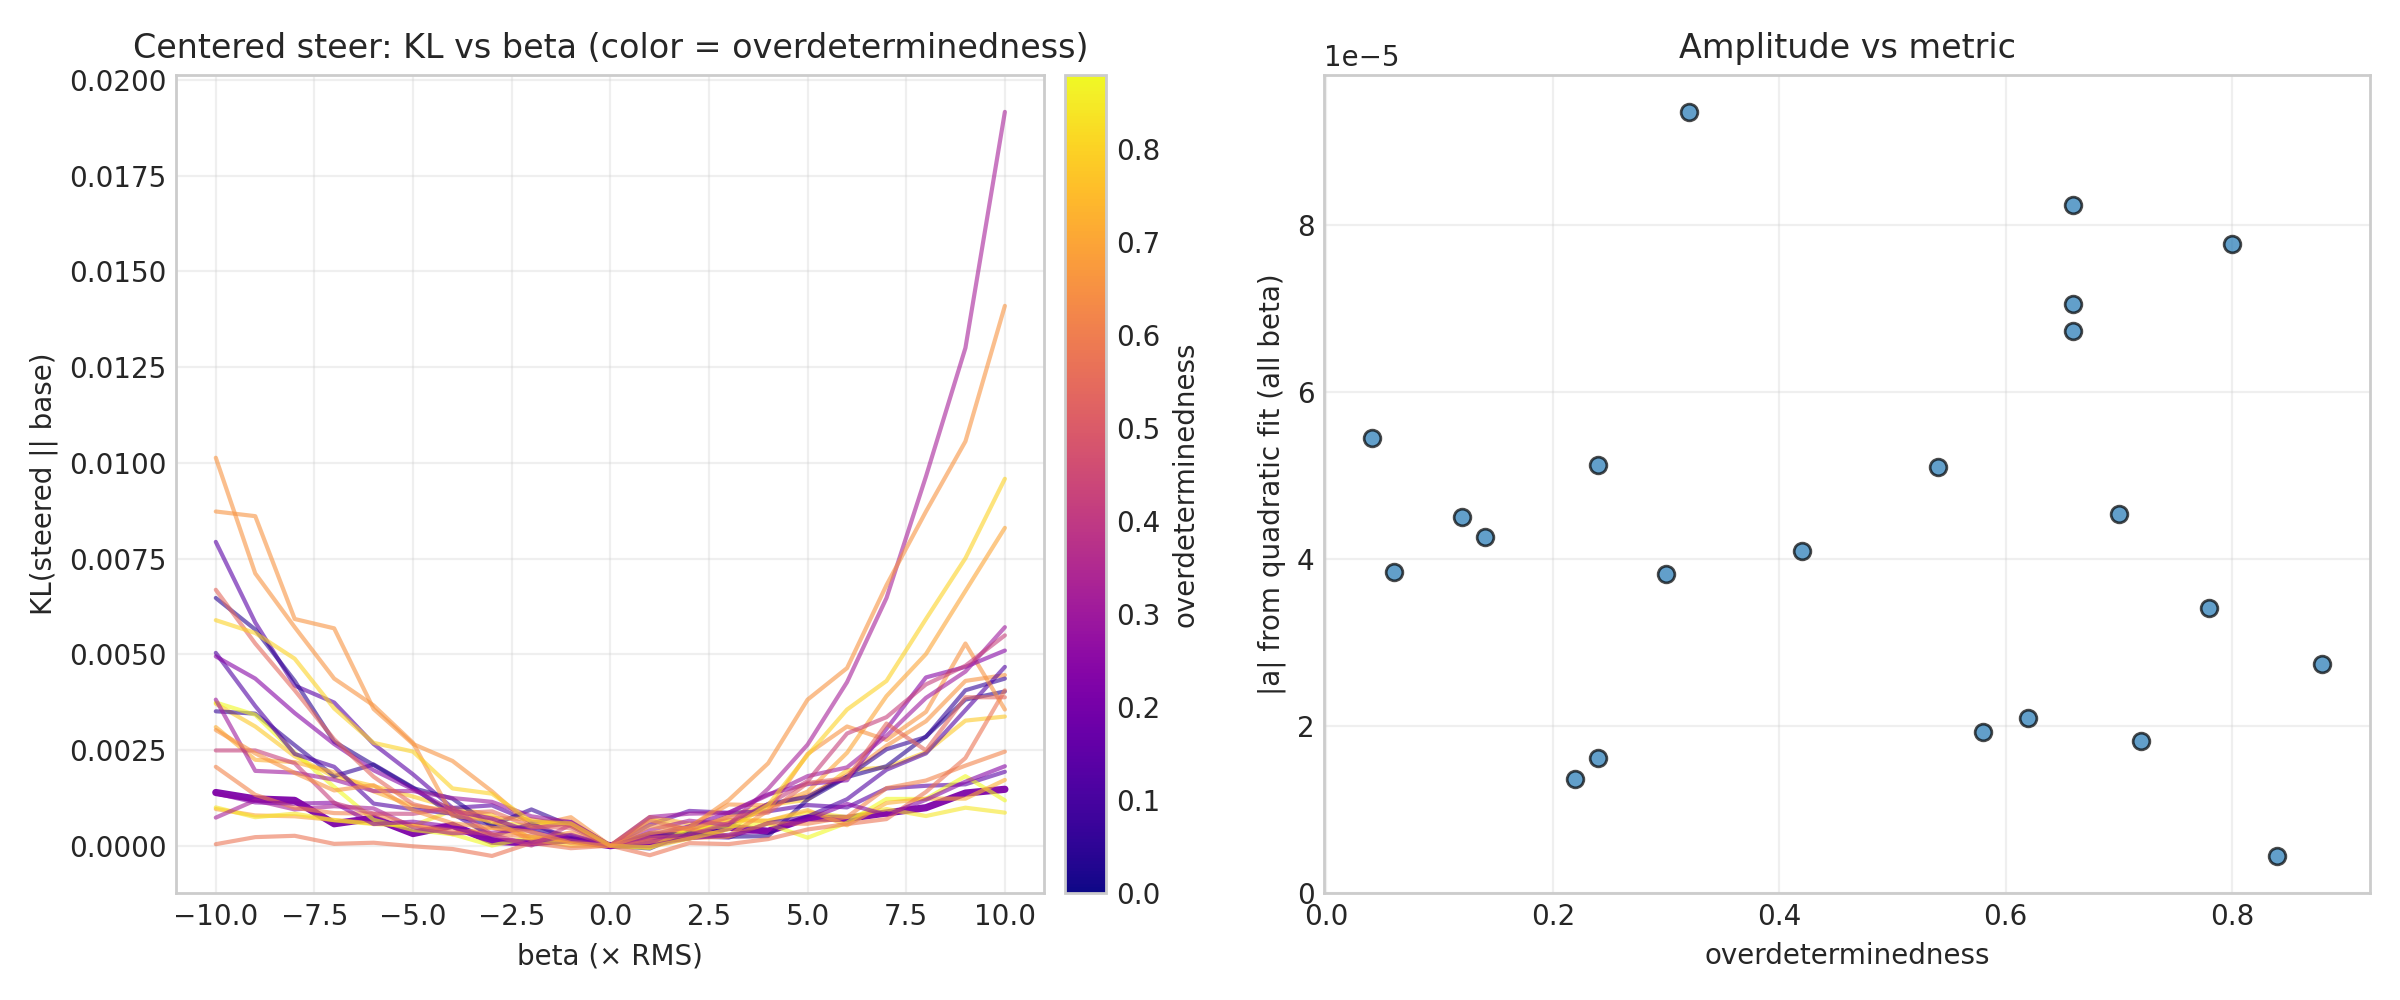 Centered steer: KL vs beta (color = overdeterminedness)
KL(steered || base)
0.0200
0.0175
0.0150
0.0125
0.0100
0.0075
0.0050
0.0025
0.0000
−10.0 −7.5 −5.0 −2.5 0.0 2.5 5.0 7.5 10.0
beta (× RMS)
0.8
0.7
0.6
0.5
0.4
0.3
0.2
0.1
0.0
overdeterminedness
Amplitude vs metric
1e−5
|a| from quadratic fit (all beta)
8
6
4
2
0
0.0 0.2 0.4 0.6 0.8
overdeterminedness